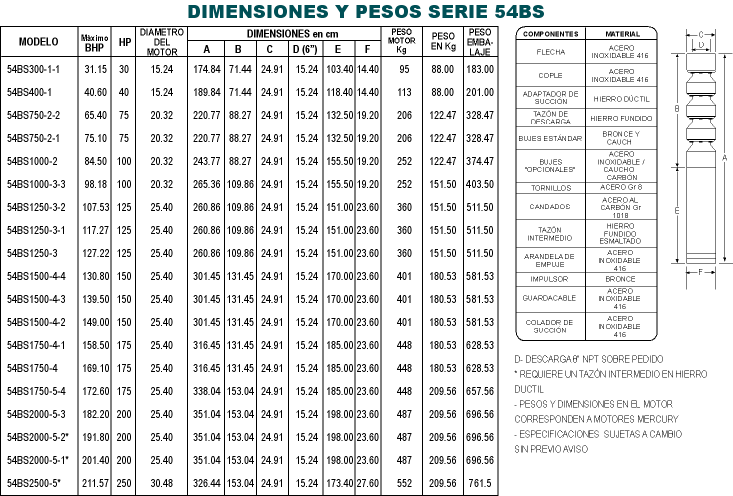 DIMENSIONES Y PESOS SERIE 54BS
MODELO Máximo BHP HP DIAMETRO DEL MOTOR DIMENSIONES en cm PESO MOTOR Kg PESO EN Kg PESO EMBA-LAJE
A B C D (6") E F
54BS300-1-1 31.15 30 15.24 174.84 71.44 24.91 15.24 103.40 14.40 95 88.00 183.00
54BS400-1 40.60 40 15.24 189.84 71.44 24.91 15.24 118.40 14.40 113 88.00 201.00
54BS750-2-2 65.40 75 20.32 220.77 88.27 24.91 15.24 132.50 19.20 206 122.47 328.47
54BS750-2-1 75.10 75 20.32 220.77 88.27 24.91 15.24 132.50 19.20 206 122.47 328.47
54BS1000-2 84.50 100 20.32 243.77 88.27 24.91 15.24 155.50 19.20 252 122.47 374.47
54BS1000-3-3 98.18 100 20.32 265.36 109.86 24.91 15.24 155.50 19.20 252 151.50 403.50
54BS1250-3-2 107.53 125 25.40 260.86 109.86 24.91 15.24 151.00 23.60 360 151.50 511.50
54BS1250-3-1 117.27 125 25.40 260.86 109.86 24.91 15.24 151.00 23.60 360 151.50 511.50
54BS1250-3 127.22 125 25.40 260.86 109.86 24.91 15.24 151.00 23.60 360 151.50 511.50
54BS1500-4-4 130.80 150 25.40 301.45 131.45 24.91 15.24 170.00 23.60 401 180.53 581.53
54BS1500-4-3 139.50 150 25.40 301.45 131.45 24.91 15.24 170.00 23.60 401 180.53 581.53
54BS1500-4-2 149.00 150 25.40 301.45 131.45 24.91 15.24 170.00 23.60 401 180.53 581.53
54BS1750-4-1 158.50 175 25.40 316.45 131.45 24.91 15.24 185.00 23.60 448 180.53 628.53
54BS1750-4 169.10 175 25.40 316.45 131.45 24.91 15.24 185.00 23.60 448 180.53 628.53
54BS1750-5-4 172.60 175 25.40 338.04 153.04 24.91 15.24 185.00 23.60 448 209.56 657.56
54BS2000-5-3 182.20 200 25.40 351.04 153.04 24.91 15.24 198.00 23.60 487 209.56 696.56
54BS2000-5-2* 191.80 200 25.40 351.04 153.04 24.91 15.24 198.00 23.60 487 209.56 696.56
54BS2000-5-1* 201.40 200 25.40 351.04 153.04 24.91 15.24 198.00 23.60 487 209.56 696.56
54BS2500-5* 211.57 250 30.48 326.44 153.04 24.91 15.24 173.40 27.60 552 209.56 761.5
COMPONENTES MATERIAL
FLECHA ACERO INOXIDABLE 416
COPLE ACERO INOXIDABLE 416
ADAPTADOR DE SUCCIÓN HIERRO DÚCTIL
TAZÓN DE DESCARGA HIERRO FUNDIDO
BUJES ESTÁNDAR BRONCE Y CAUCH
BUJES "OPCIONALES" ACERO INOXIDABLE / CAUCHO CARBÓN
TORNILLOS ACERO Gr 8
CANDADOS ACERO AL CARBÓN Gr 1018
TAZÓN INTERMEDIO HIERRO FUNDIDO ESMALTADO
ARANDELA DE EMPUJE ACERO INOXIDABLE 416
IMPULSOR BRONCE
GUARDACABLE ACERO INOXIDABLE 416
COLADOR DE SUCCIÓN ACERO INOXIDABLE 416
C
D
B
A
E
F
D- DESCARGA 6" NPT SOBRE PEDIDO
* REQUIERE UN TAZÓN INTERMEDIO EN HIERRO
DUCTIL
- PESOS Y DIMENSIONES EN EL MOTOR
CORRESPONDEN A MOTORES MERCURY
- ESPECIFICACIONES SUJETAS A CAMBIO
SIN PREVIO AVISO